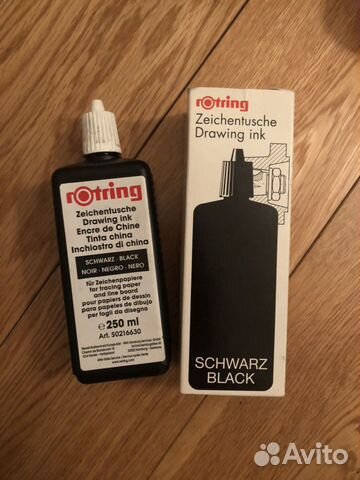 rotring
Zeichentusche
Drawing ink
Encre de Chine
Tinta china
Inchiostro di china
SCHWARZ - BLACK
NOIR - NEGRO - NERO
für Zeichenpapiere
for tracing paper
and line board
pour papiers de dessin
para papeles de dibujo
per fogli da disegno
℮ 250 ml
Art. S0216630
rotring
Zeichentusche
Drawing ink
SCHWARZ
BLACK
Avito